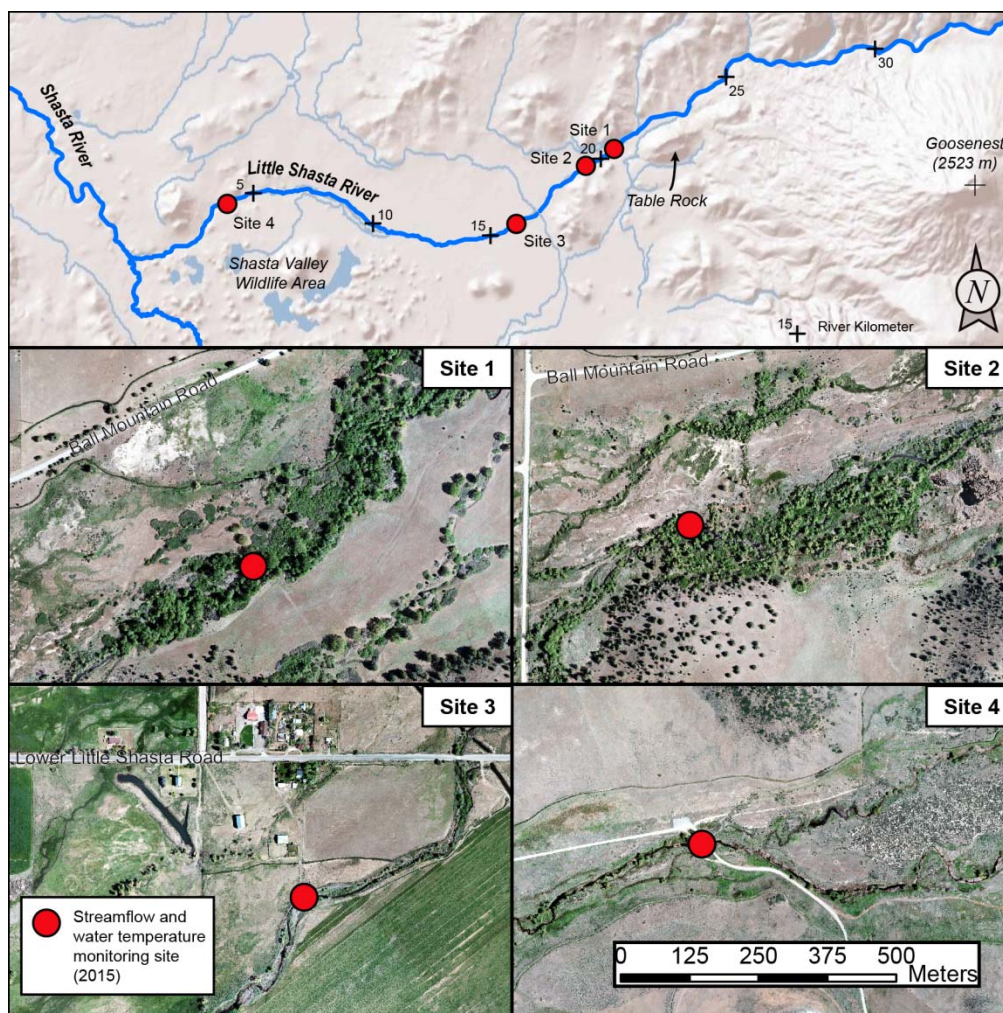 Shasta River
Little Shasta River
5
Site 4
10
Shasta Valley
Wildlife Area
15
Site 3
Site 2
20
Site 1
Table Rock
25
30
Goosenest
(2523 m)
N
15
River Kilometer
Site 1
Ball Mountain Road
Site 2
Ball Mountain Road
Site 3
Lower Little Shasta Road
Streamflow and
water temperature
monitoring site
(2015)
Site 4
0 125 250 375 500
Meters